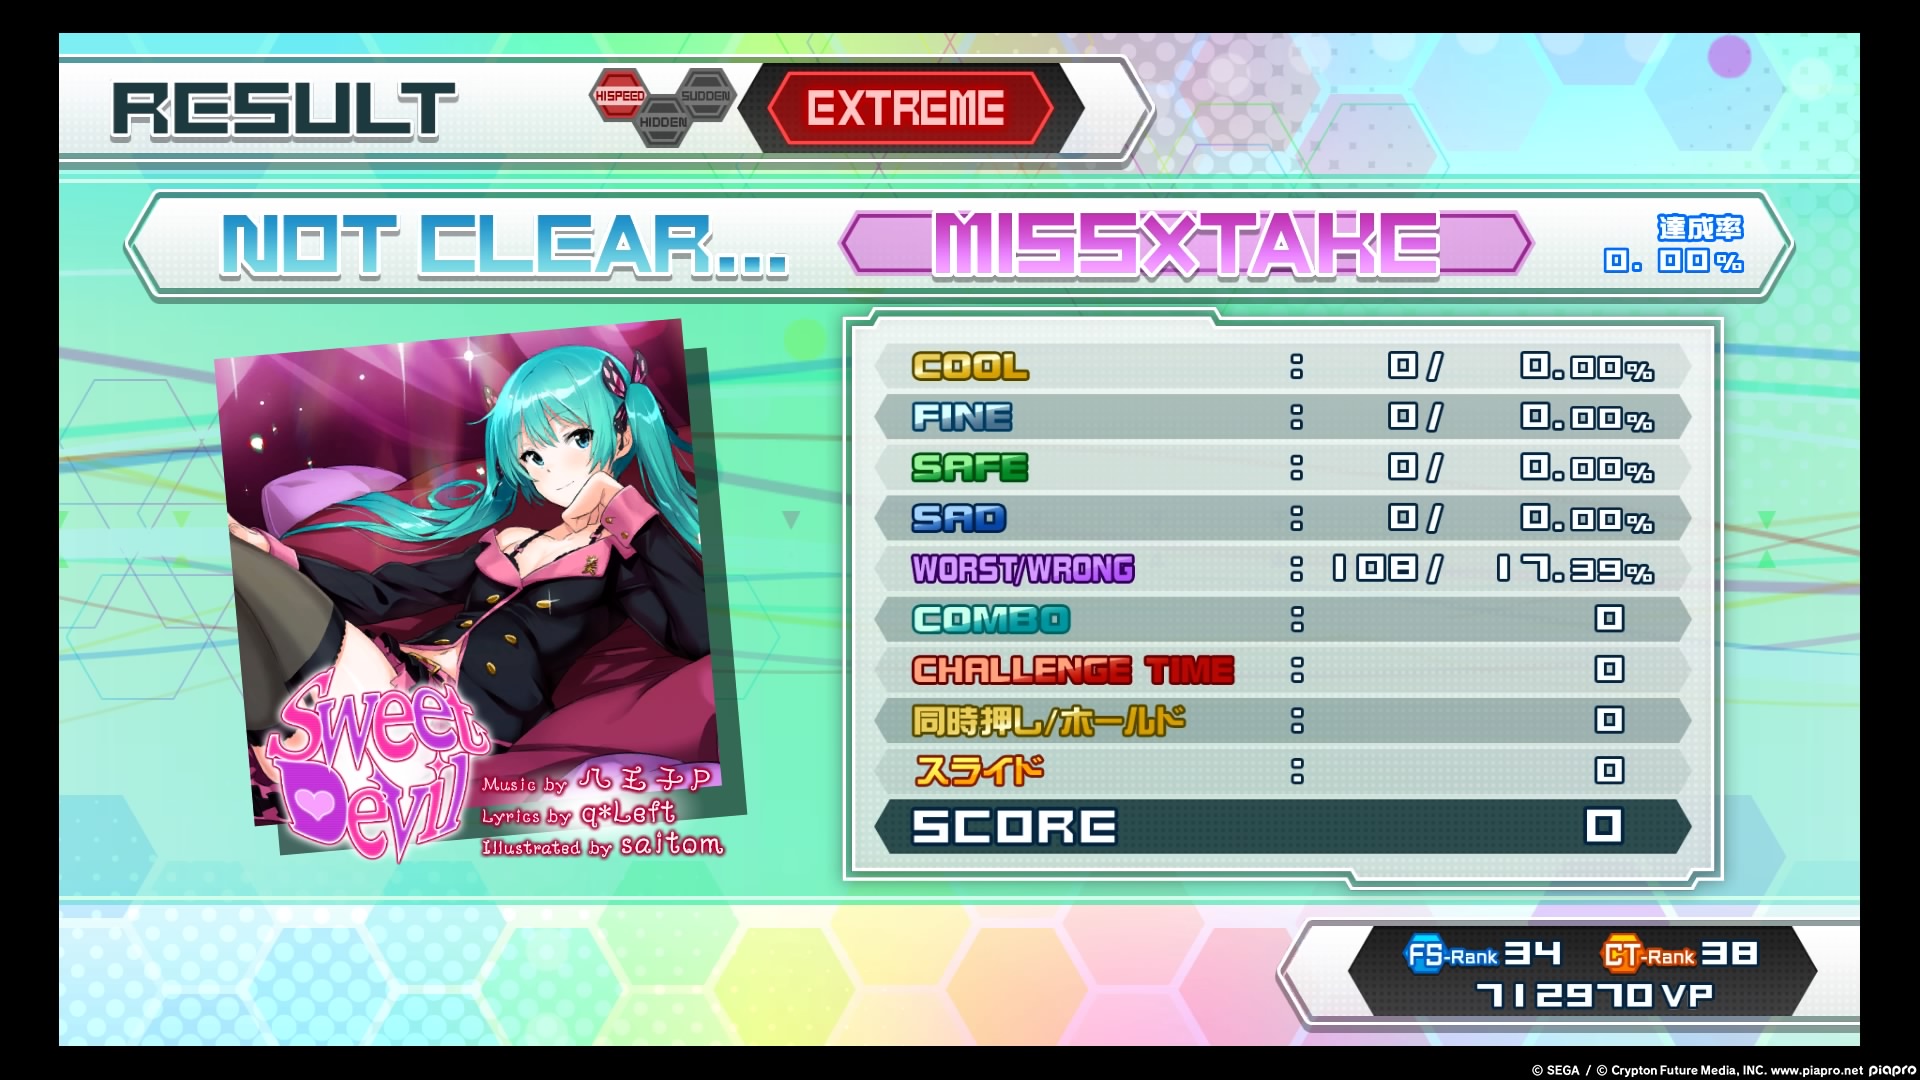 RESULT
HISPEED
SUDDEN
HIDDEN
EXTREME
NOT CLEAR...
MISS×TAKE
達成率
0.00%
COOL : 0/ 0.00%
FINE : 0/ 0.00%
SAFE : 0/ 0.00%
SAD : 0/ 0.00%
WORST/WRONG : 108/ 17.39%
COMBO : 0
CHALLENGE TIME : 0
同時押し/ホールド : 0
スライド : 0
SCORE 0
Sweet
Devil
Music by 八王子P
Lyrics by q*Left
Illustrated by saitom
FS-Rank 34 CT-Rank 38
712970VP
© SEGA / © Crypton Future Media, INC. www.piapro.net piapro